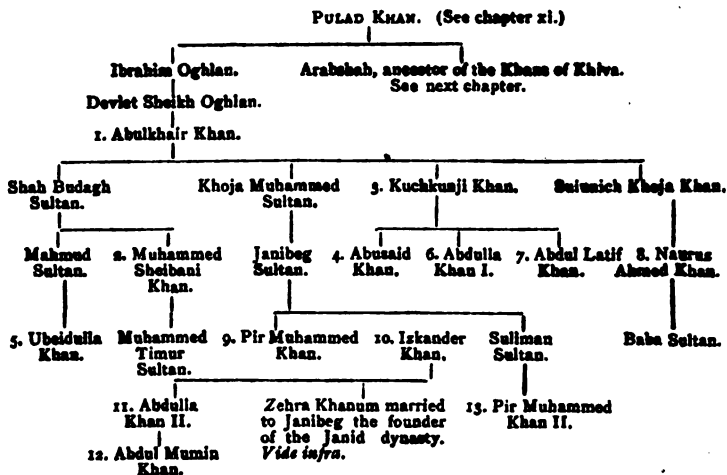 PULAD KHAN. (See chapter xi.)
Ibrahim Oghlan. Arabshah, ancestor of the Khans of Khiva.
See next chapter.
Devlet Sheikh Oghlan.
1. Abulkhair Khan.
Shah Budagh Khoja Muhammed 3. Kuchkunji Khan. Suiunich Khoja Khan.
Sultan. Sultan.
Mahmud 2. Muhammed Janibeg 4. Abusaid 6. Abdulla 7. Abdul Latif 8. Naurus
Sultan. Sheibani Sultan. Khan. Khan I. Khan. Ahmed Khan.
Khan.
5. Ubeidulla Muhammed 9. Pir Muhammed 10. Iskander Suliman Baba Sultan.
Khan. Timur Khan. Khan. Sultan.
Sultan.
11. Abdulla Zehra Khanum married 13. Pir Muhammed
Khan II. to Janibeg the founder Khan II.
of the Janid dynasty.
12. Abdul Mumin Vide infra.
Khan.